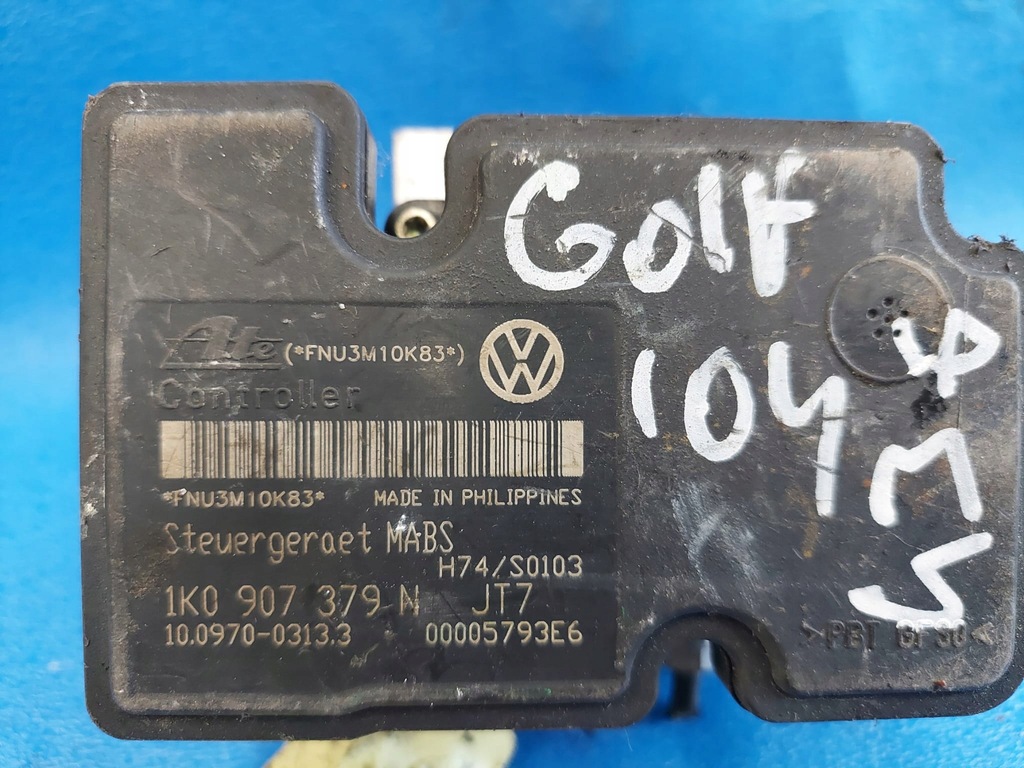 Ate (*FNU3M10K83*)
Controller
*FNU3M10K83* MADE IN PHILIPPINES
Steuergeraet MABS
H74/S0103
1K0 907 379 N JT7
10.0970-0313.3 00005793E6
Golf
104
>PBT GF30<